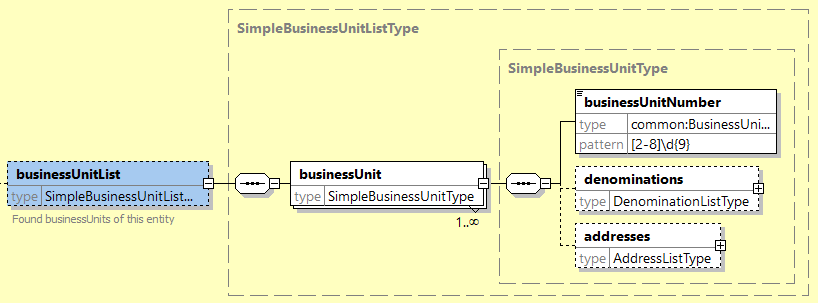 SimpleBusinessUnitListType
SimpleBusinessUnitType
businessUnitNumber
type common:BusinessUni...
pattern [2-8]\d{9}
businessUnitList
type SimpleBusinessUnitList...
Found businessUnits of this entity
businessUnit
type SimpleBusinessUnitType
1..∞
denominations
type DenominationListType
addresses
type AddressListType